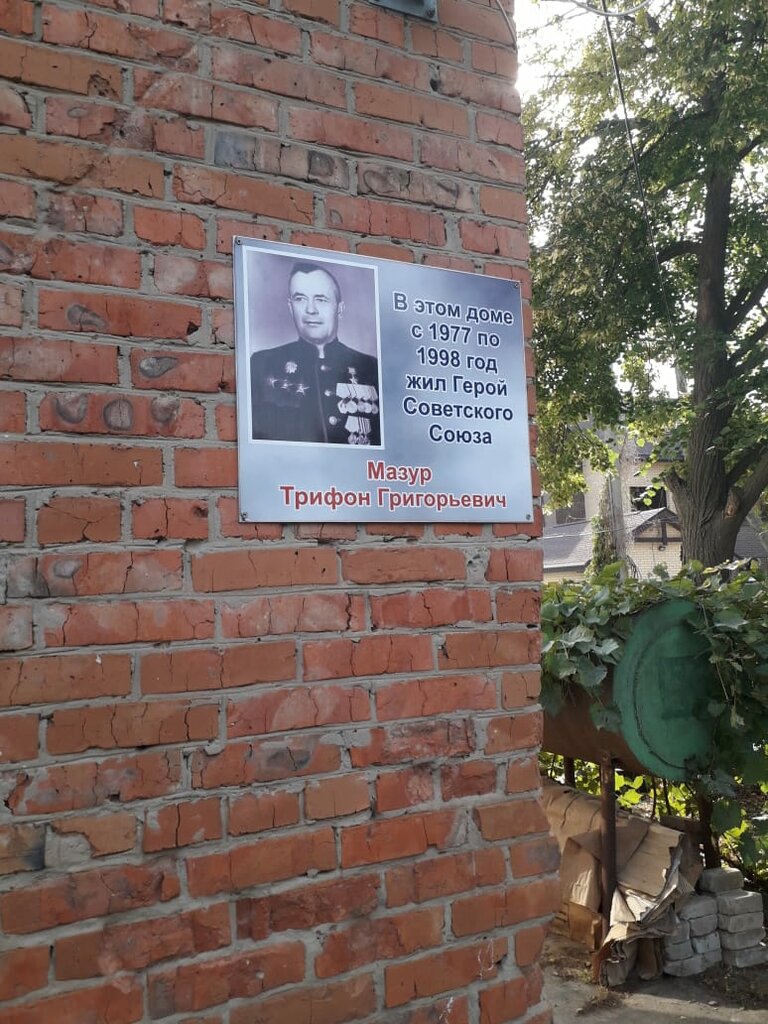 В этом доме
с 1977 по
1998 год
жил Герой
Советского
Союза
Мазур
Трифон Григорьевич